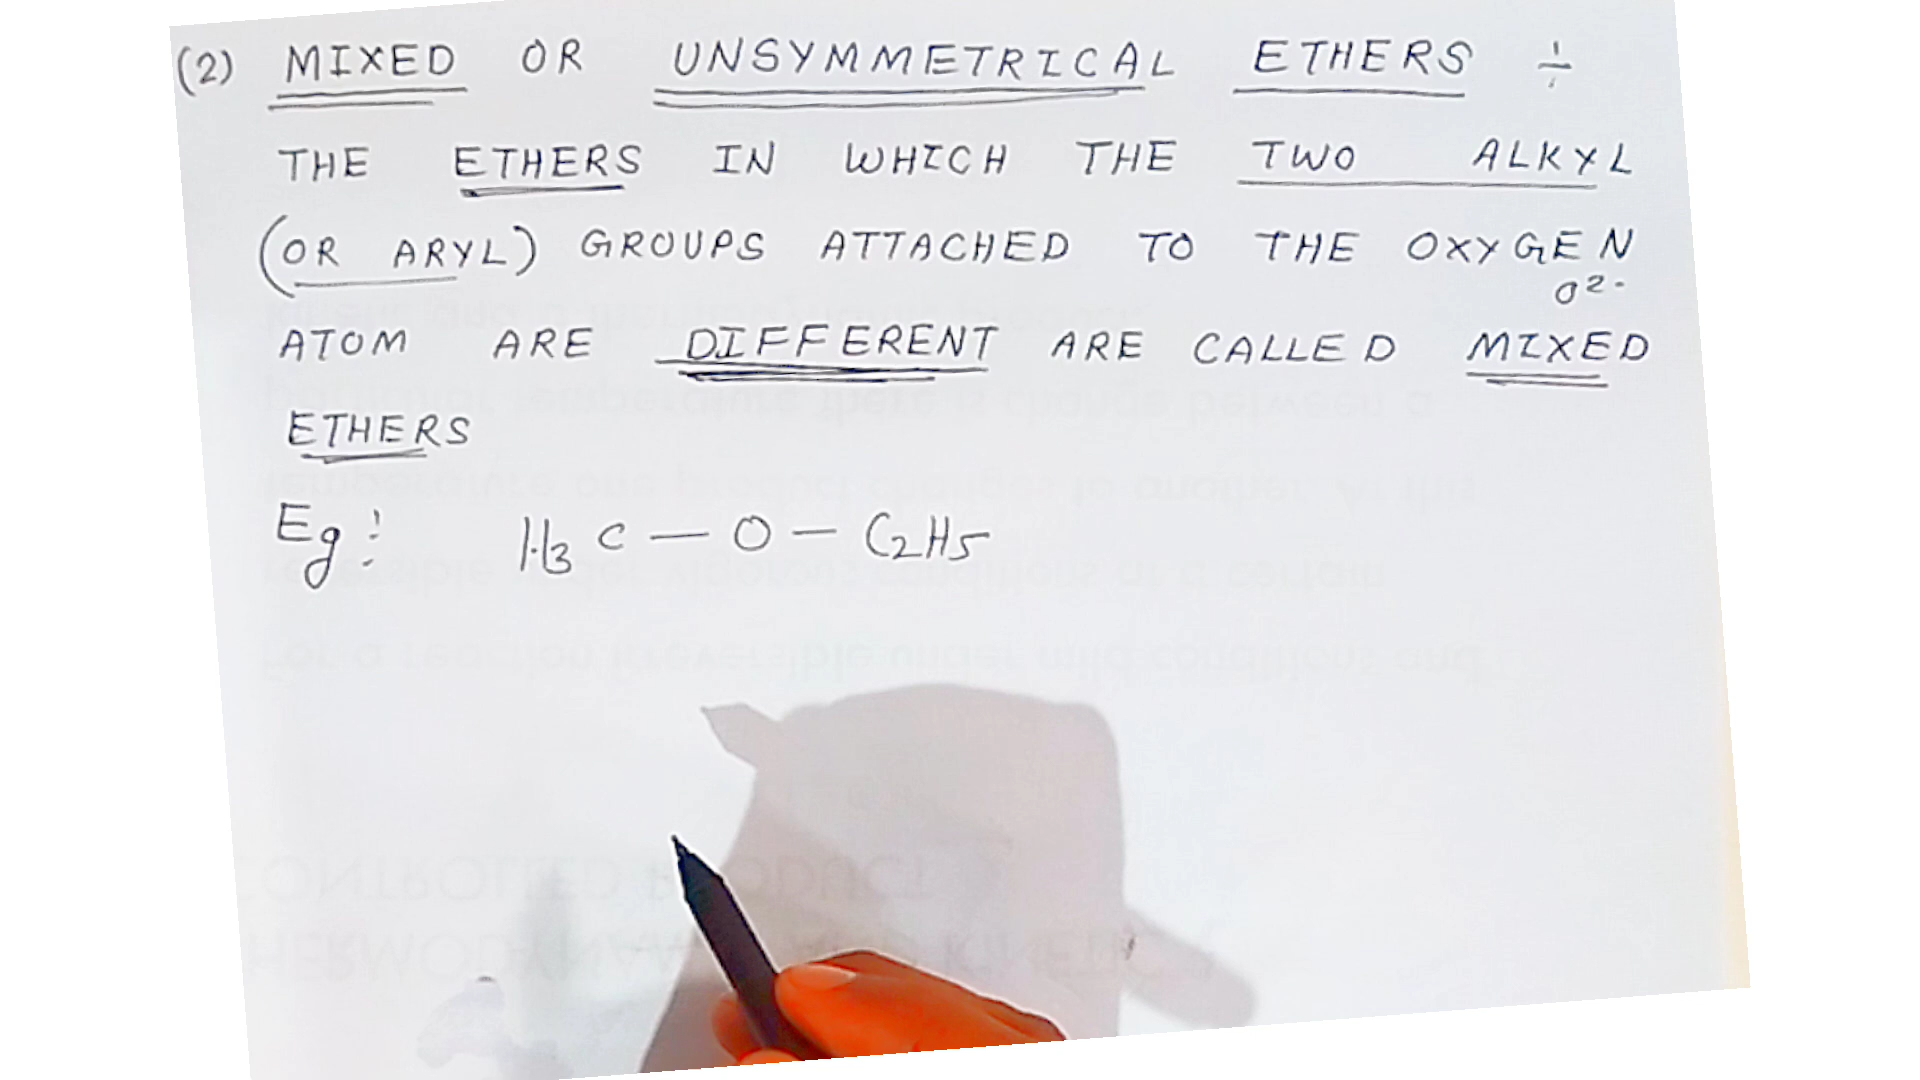 (2) MIXED OR UNSYMMETRICAL ETHERS ÷
THE ETHERS IN WHICH THE TWO ALKYL
(OR ARYL) GROUPS ATTACHED TO THE OXYGEN
O²-
ATOM ARE DIFFERENT ARE CALLED MIXED
ETHERS
Eg: H₃C — O — C₂H₅